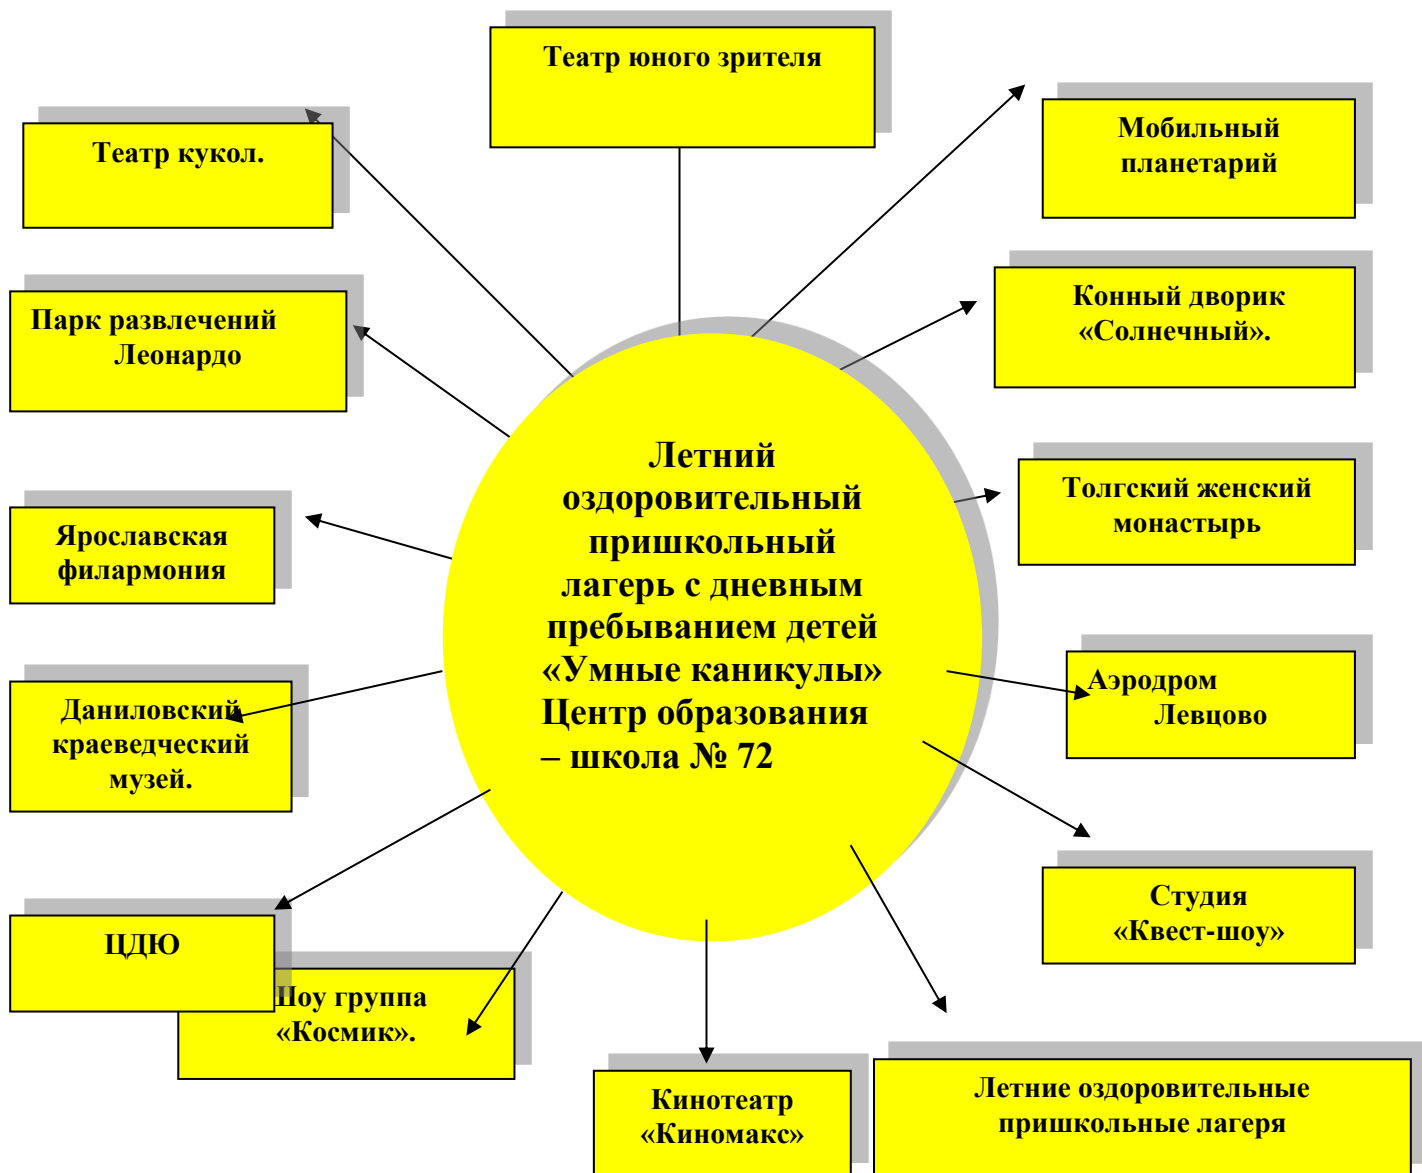 Театр юного зрителя
Мобильный
планетарий
Театр кукол.
Конный дворик
«Солнечный».
Парк развлечений
Леонардо
Летний
оздоровительный
пришкольный
лагерь с дневным
пребыванием детей
«Умные каникулы»
Центр образования
– школа № 72
Толгский женский
монастырь
Ярославская
филармония
Аэродром
Левцово
Даниловский
краеведческий
музей.
Студия
«Квест-шоу»
ЦДЮ
Шоу группа
«Космик».
Кинотеатр
«Киномакс»
Летние оздоровительные
пришкольные лагеря